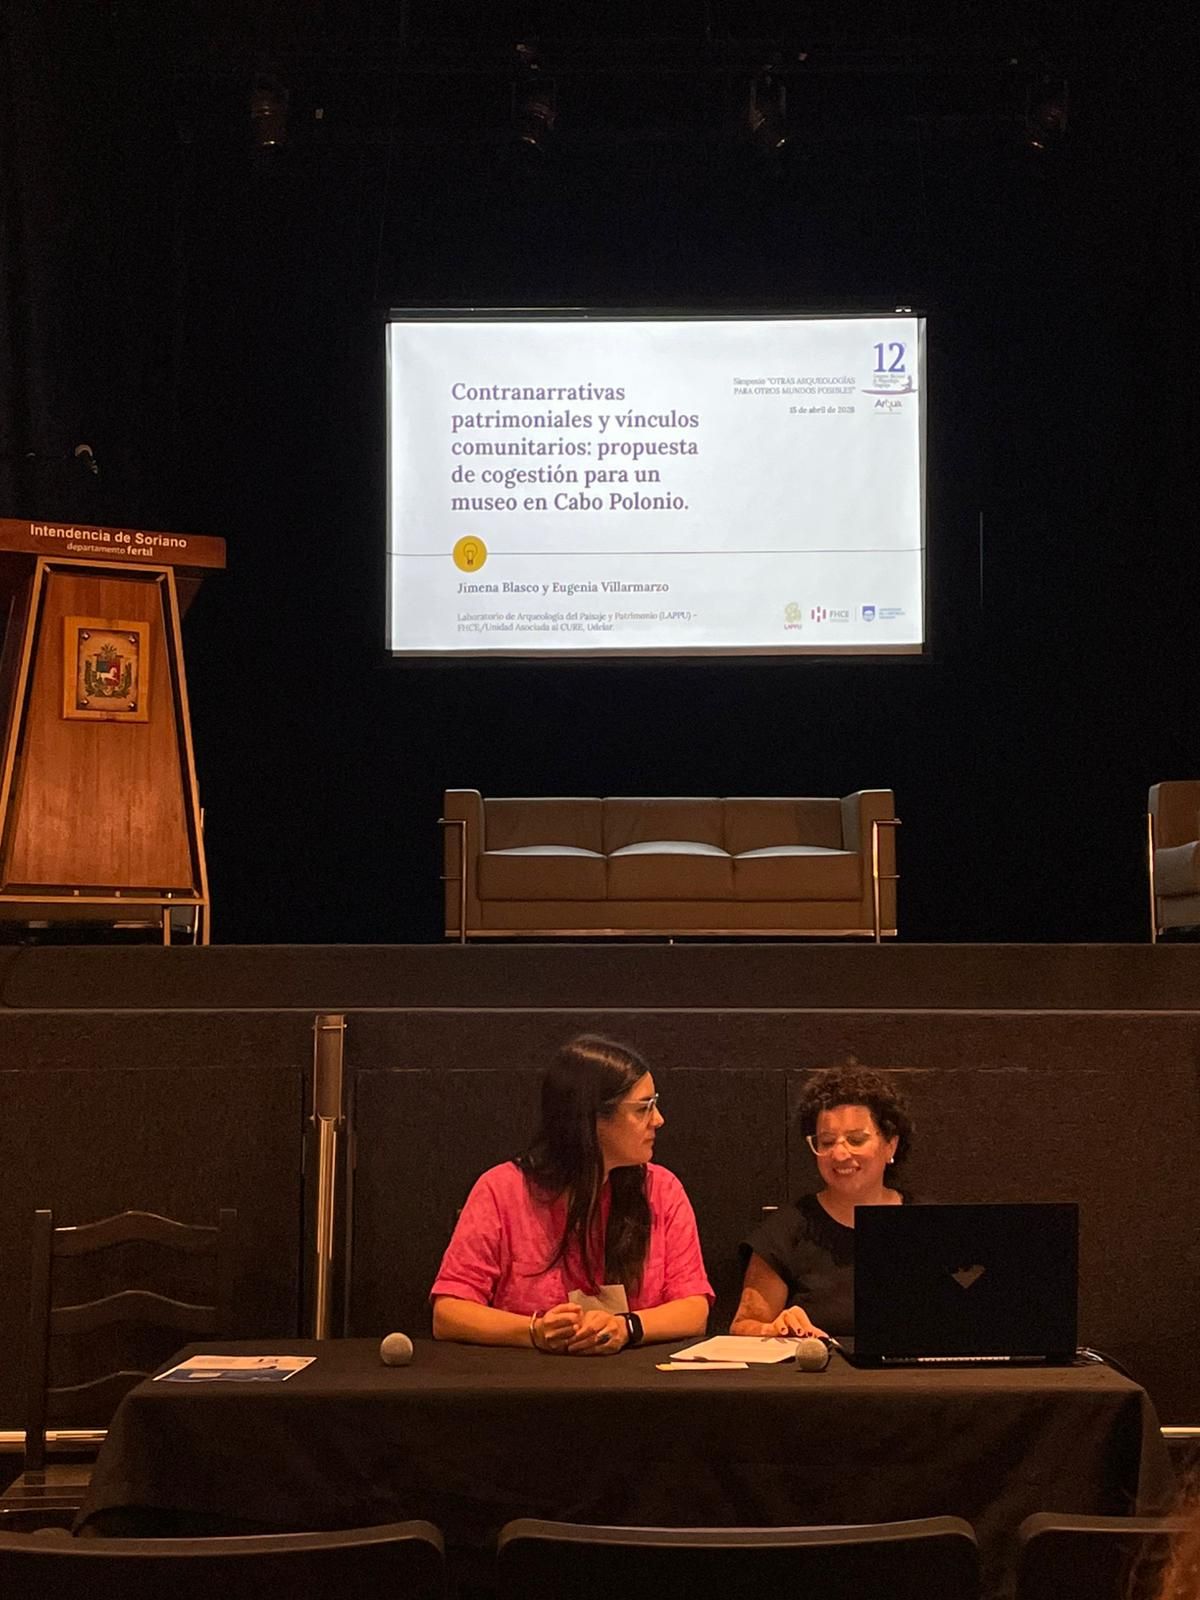 Intendencia de Soriano
departamento fertil
Contranarrativas
patrimoniales y vínculos
comunitarios: propuesta
de cogestión para un
museo en Cabo Polonio.
Simposio "OTRAS ARQUEOLOGÍAS
PARA OTROS MUNDOS POSIBLES"
15 de abril de 2026
12
Jimena Blasco y Eugenia Villarmarzo
Laboratorio de Arqueología del Paisaje y Patrimonio (LAPPU) –
FHCE/Unidad Asociada al CURE, Udelar.
LAPPU
FHCE